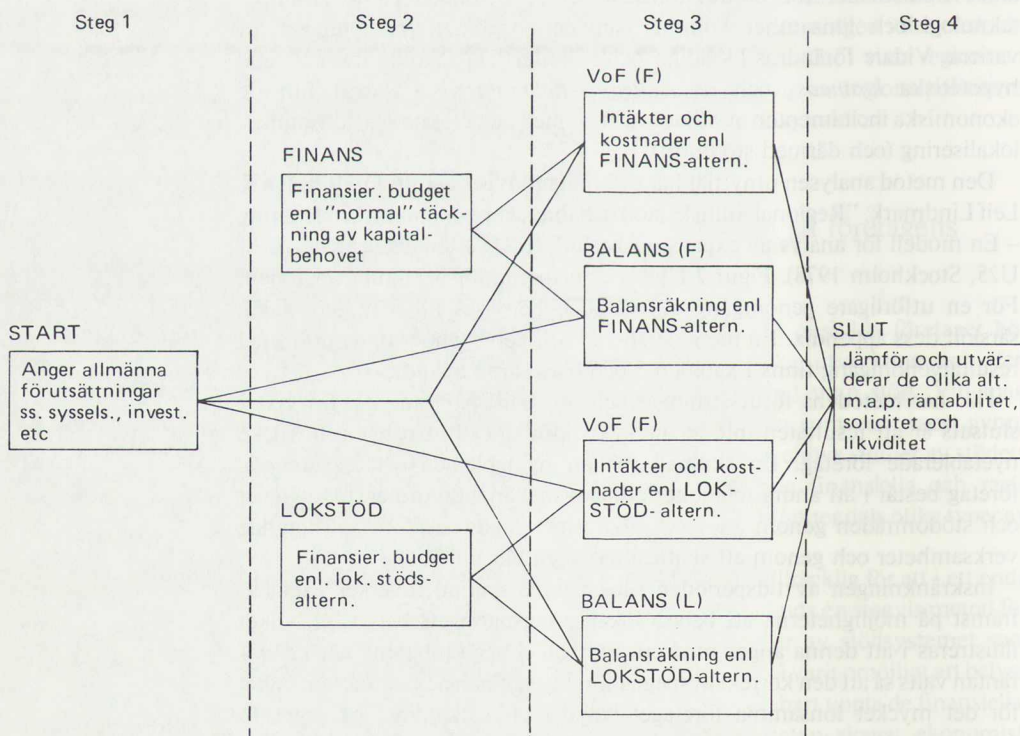 Steg 1
Steg 2
Steg 3
Steg 4
START
Anger allmänna
förutsättningar
ss. syssels., invest.
etc
FINANS
Finansier. budget
enl "normal" täck-
ning av kapital-
behovet
LOKSTÖD
Finansier. budget
enl. lok. stöds-
altern.
VoF (F)
Intäkter och
kostnader enl
FINANS-altern.
BALANS (F)
Balansräkning enl
FINANS-altern.
VoF (F)
Intäkter och kost-
nader enl LOK-
STÖD- altern.
BALANS (L)
Balansräkning enl
LOKSTÖD-altern.
SLUT
Jämför och utvär-
derar de olika alt.
m.a.p. räntabilitet,
soliditet och
likviditet